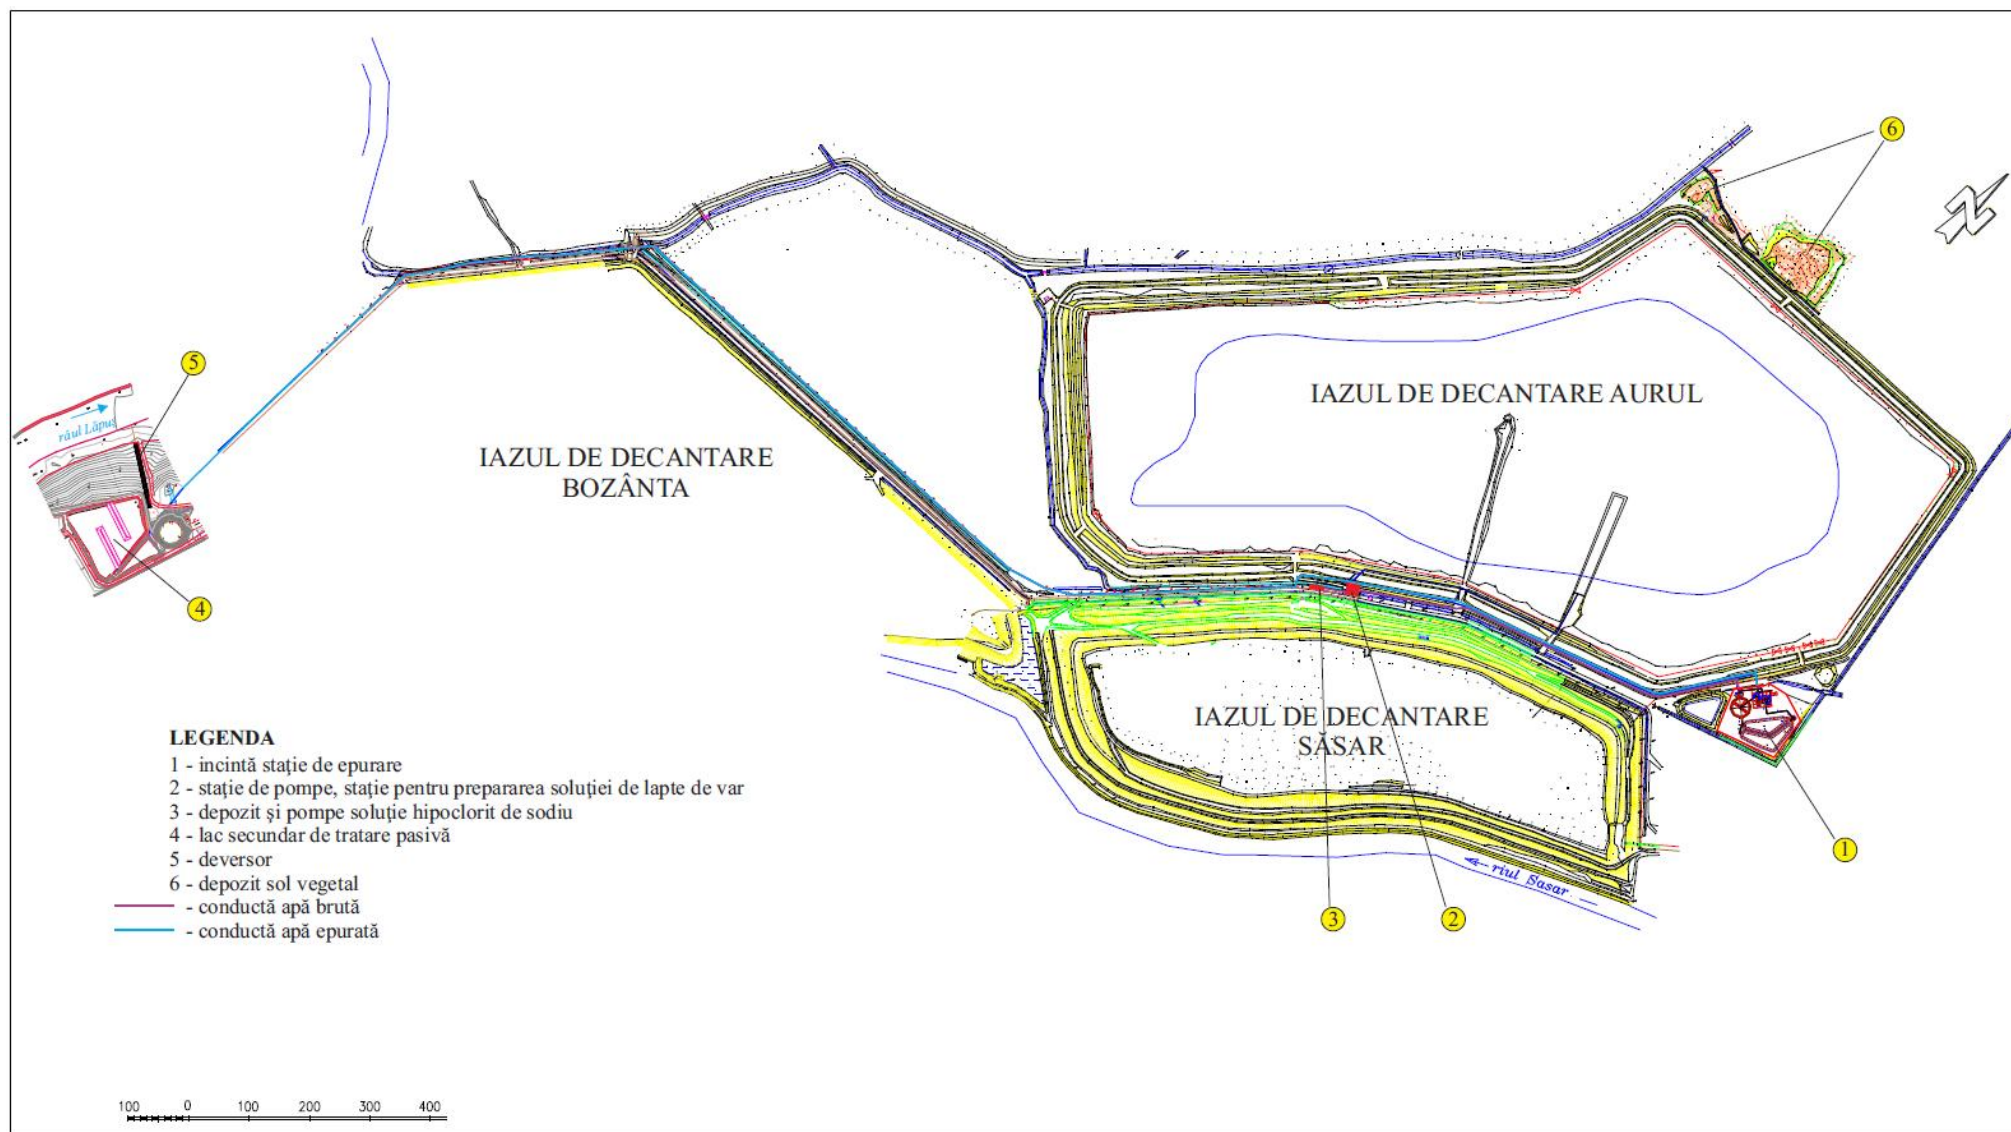 6
5
râul Lăpuș
IAZUL DE DECANTARE AURUL
IAZUL DE DECANTARE
BOZÂNTA
4
IAZUL DE DECANTARE
SĂSAR
LEGENDA
1 - incintă stație de epurare
2 - stație de pompe, stație pentru prepararea soluției de lapte de var
3 - depozit și pompe soluție hipoclorit de sodiu
4 - lac secundar de tratare pasivă
5 - deversor
6 - depozit sol vegetal
- conductă apă brută
- conductă apă epurată
1
riul Sasar
3
2
100 0 100 200 300 400